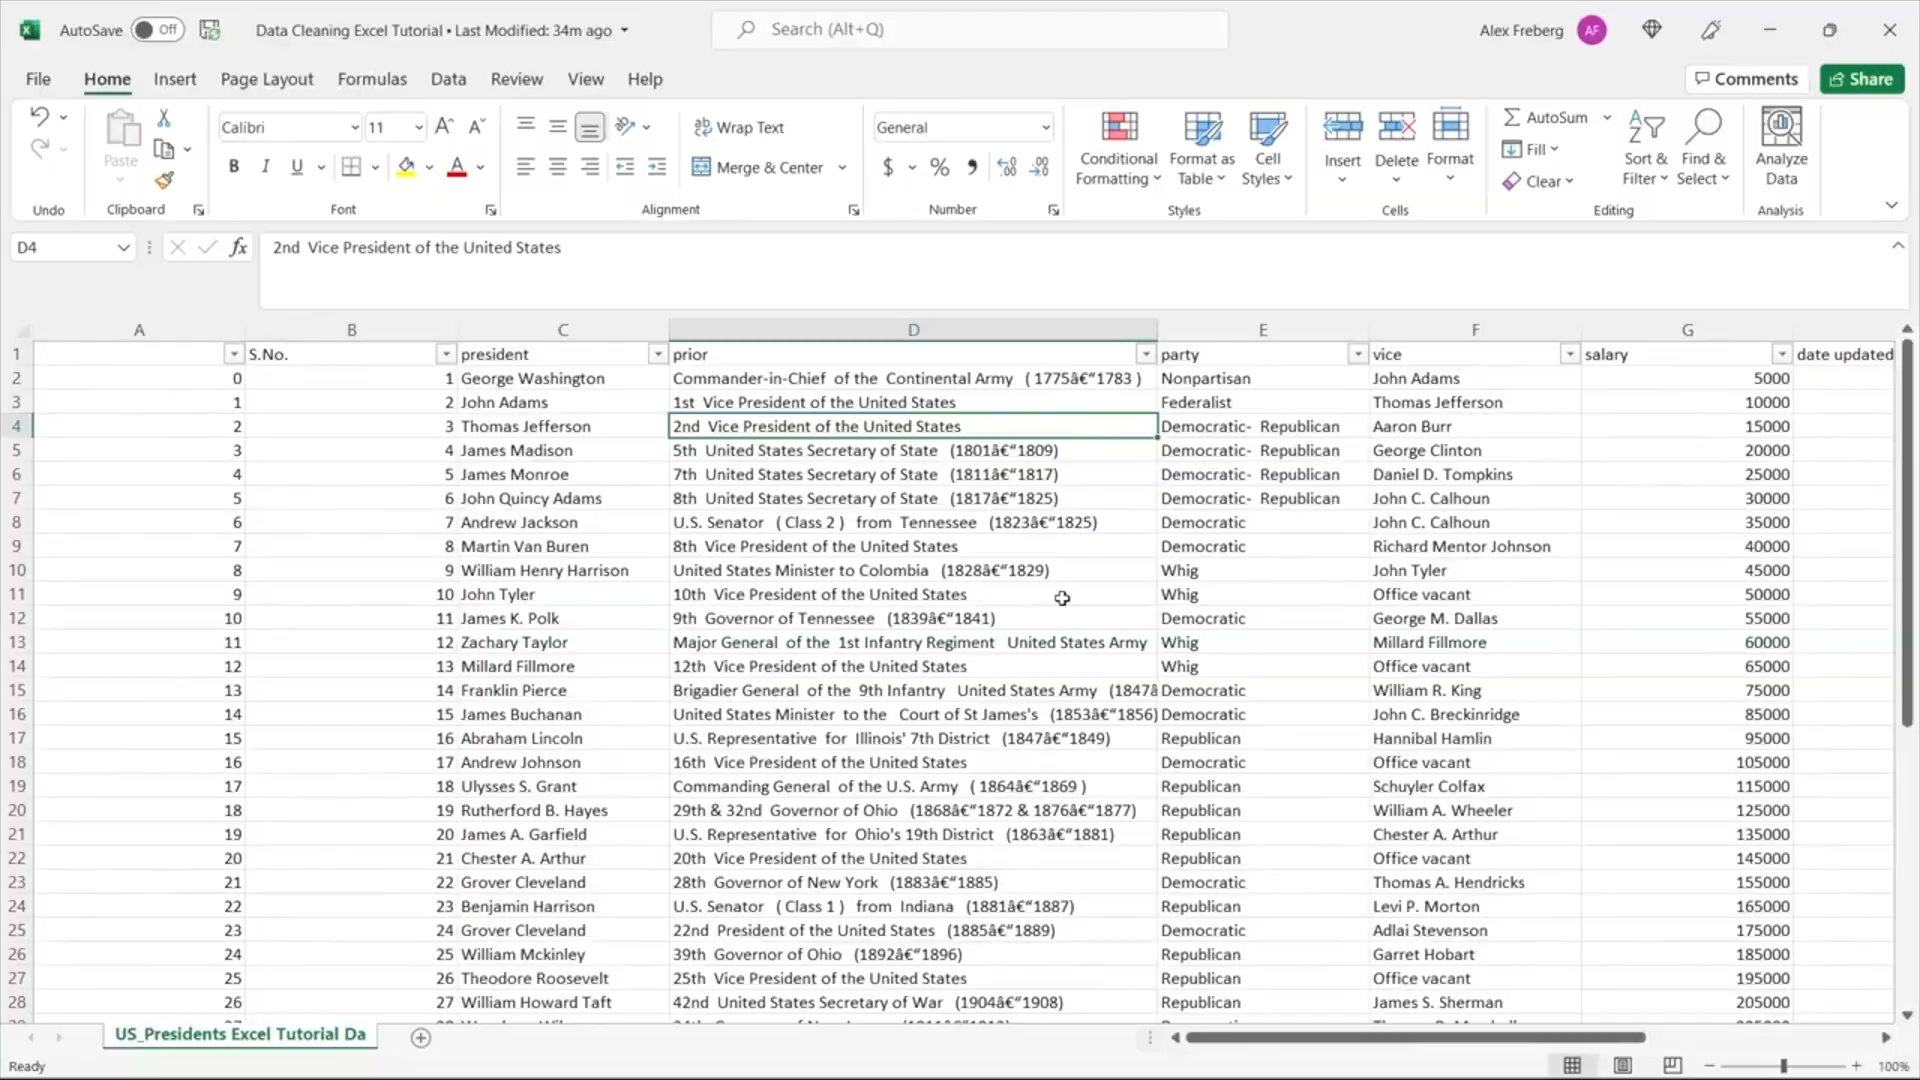 AutoSave Off Data Cleaning Excel Tutorial • Last Modified: 34m ago Search (Alt+Q) Alex Freberg AF
File Home Insert Page Layout Formulas Data Review View Help Comments Share
Calibri 11 Wrap Text General AutoSum
Paste B I U Merge & Center $ % Conditional Formatting Format as Table Cell Styles Insert Delete Format Fill Clear Sort & Filter Find & Select Analyze Data
Undo Clipboard Font Alignment Number Styles Cells Editing Analysis
D4 fx 2nd Vice President of the United States
A B C D E F G
1 S.No. president prior party vice salary date updated
2 0 1 George Washington Commander-in-Chief of the Continental Army ( 1775â€“1783 ) Nonpartisan John Adams 5000
3 1 2 John Adams 1st Vice President of the United States Federalist Thomas Jefferson 10000
4 2 3 Thomas Jefferson 2nd Vice President of the United States Democratic- Republican Aaron Burr 15000
5 3 4 James Madison 5th United States Secretary of State (1801â€“1809) Democratic- Republican George Clinton 20000
6 4 5 James Monroe 7th United States Secretary of State (1811â€“1817) Democratic- Republican Daniel D. Tompkins 25000
7 5 6 John Quincy Adams 8th United States Secretary of State (1817â€“1825) Democratic- Republican John C. Calhoun 30000
8 6 7 Andrew Jackson U.S. Senator ( Class 2 ) from Tennessee (1823â€“1825) Democratic John C. Calhoun 35000
9 7 8 Martin Van Buren 8th Vice President of the United States Democratic Richard Mentor Johnson 40000
10 8 9 William Henry Harrison United States Minister to Colombia (1828â€“1829) Whig John Tyler 45000
11 9 10 John Tyler 10th Vice President of the United States Whig Office vacant 50000
12 10 11 James K. Polk 9th Governor of Tennessee (1839â€“1841) Democratic George M. Dallas 55000
13 11 12 Zachary Taylor Major General of the 1st Infantry Regiment United States Army Whig Millard Fillmore 60000
14 12 13 Millard Fillmore 12th Vice President of the United States Whig Office vacant 65000
15 13 14 Franklin Pierce Brigadier General of the 9th Infantry United States Army (1847â Democratic William R. King 75000
16 14 15 James Buchanan United States Minister to the Court of St James's (1853â€“1856) Democratic John C. Breckinridge 85000
17 15 16 Abraham Lincoln U.S. Representative for Illinois' 7th District (1847â€“1849) Republican Hannibal Hamlin 95000
18 16 17 Andrew Johnson 16th Vice President of the United States Democratic Office vacant 105000
19 17 18 Ulysses S. Grant Commanding General of the U.S. Army ( 1864â€“1869 ) Republican Schuyler Colfax 115000
20 18 19 Rutherford B. Hayes 29th & 32nd Governor of Ohio (1868â€“1872 & 1876â€“1877) Republican William A. Wheeler 125000
21 19 20 James A. Garfield U.S. Representative for Ohio's 19th District (1863â€“1881) Republican Chester A. Arthur 135000
22 20 21 Chester A. Arthur 20th Vice President of the United States Republican Office vacant 145000
23 21 22 Grover Cleveland 28th Governor of New York (1883â€“1885) Democratic Thomas A. Hendricks 155000
24 22 23 Benjamin Harrison U.S. Senator ( Class 1 ) from Indiana (1881â€“1887) Republican Levi P. Morton 165000
25 23 24 Grover Cleveland 22nd President of the United States (1885â€“1889) Democratic Adlai Stevenson 175000
26 24 25 William Mckinley 39th Governor of Ohio (1892â€“1896) Republican Garret Hobart 185000
27 25 26 Theodore Roosevelt 25th Vice President of the United States Republican Office vacant 195000
28 26 27 William Howard Taft 42nd United States Secretary of War (1904â€“1908) Republican James S. Sherman 205000
US_Presidents Excel Tutorial Da
Ready 100%